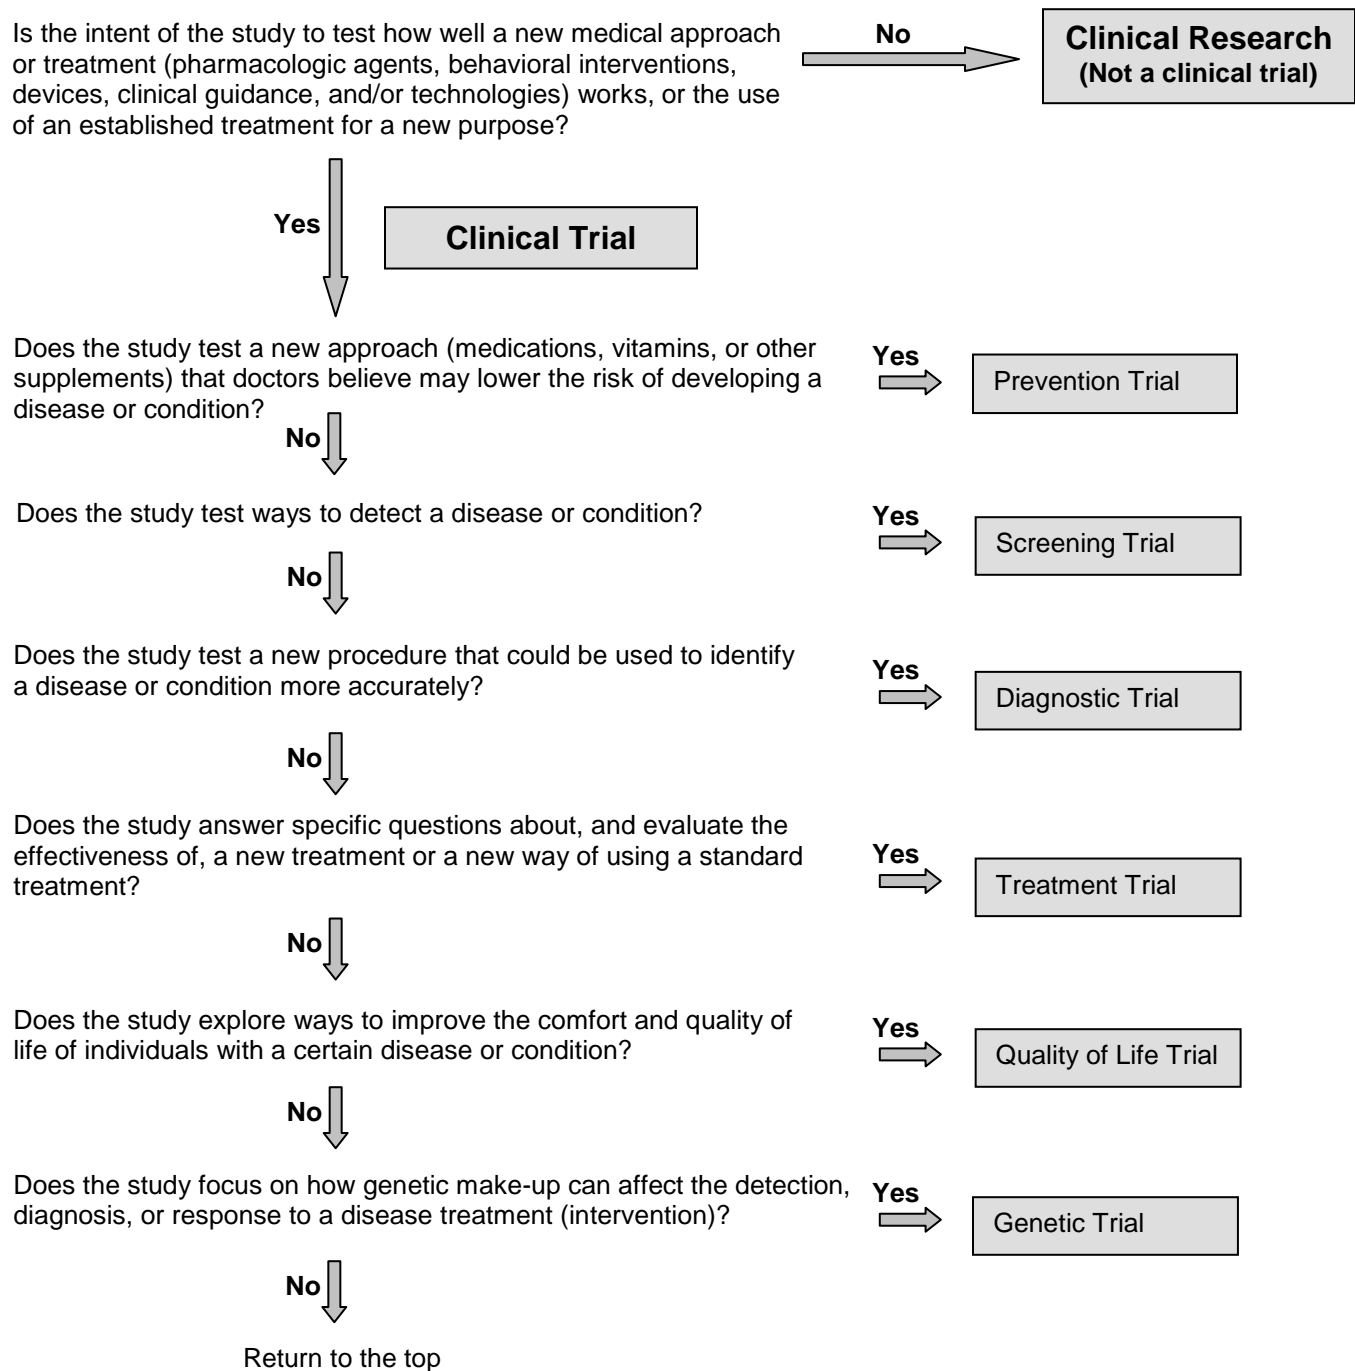 Is the intent of the study to test how well a new medical approach
or treatment (pharmacologic agents, behavioral interventions,
devices, clinical guidance, and/or technologies) works, or the use
of an established treatment for a new purpose?
No
Clinical Research
(Not a clinical trial)
Yes
Clinical Trial
Does the study test a new approach (medications, vitamins, or other
supplements) that doctors believe may lower the risk of developing a
disease or condition?
Yes
Prevention Trial
No
Does the study test ways to detect a disease or condition?
Yes
Screening Trial
No
Does the study test a new procedure that could be used to identify
a disease or condition more accurately?
Yes
Diagnostic Trial
No
Does the study answer specific questions about, and evaluate the
effectiveness of, a new treatment or a new way of using a standard
treatment?
Yes
Treatment Trial
No
Does the study explore ways to improve the comfort and quality of
life of individuals with a certain disease or condition?
Yes
Quality of Life Trial
No
Does the study focus on how genetic make-up can affect the detection,
diagnosis, or response to a disease treatment (intervention)?
Yes
Genetic Trial
No
Return to the top